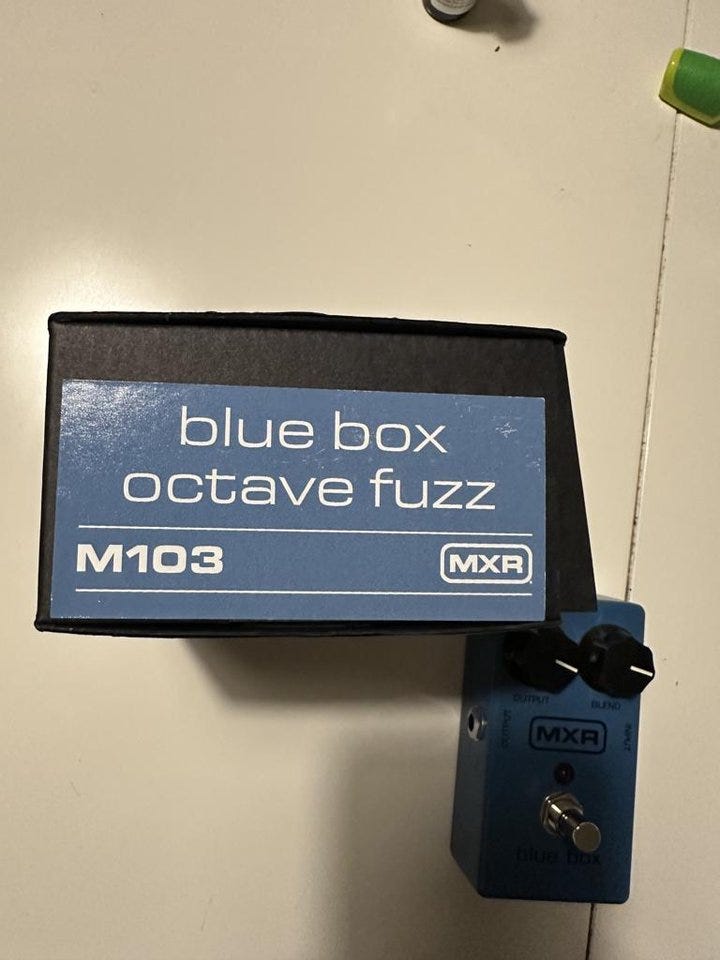 blue box
octave fuzz
M103
MXR
OUTPUT
BLEND
OUTPUT
MXR
INPUT
blue box